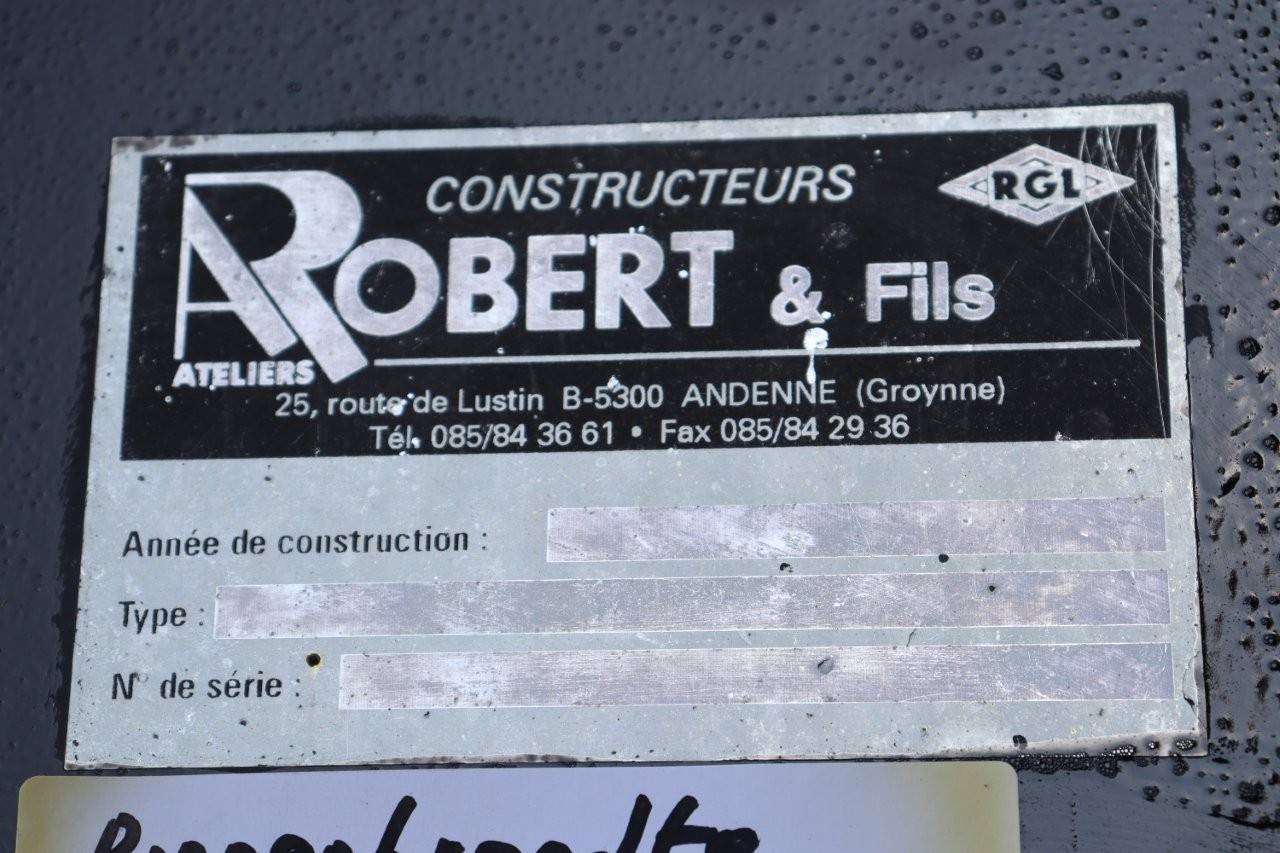 CONSTRUCTEURS
RGL
ROBERT & Fils
ATELIERS
25, route de Lustin B-5300 ANDENNE (Groynne)
Tél. 085/84 36 61 • Fax 085/84 29 36
Année de construction :
Type :
N° de série :